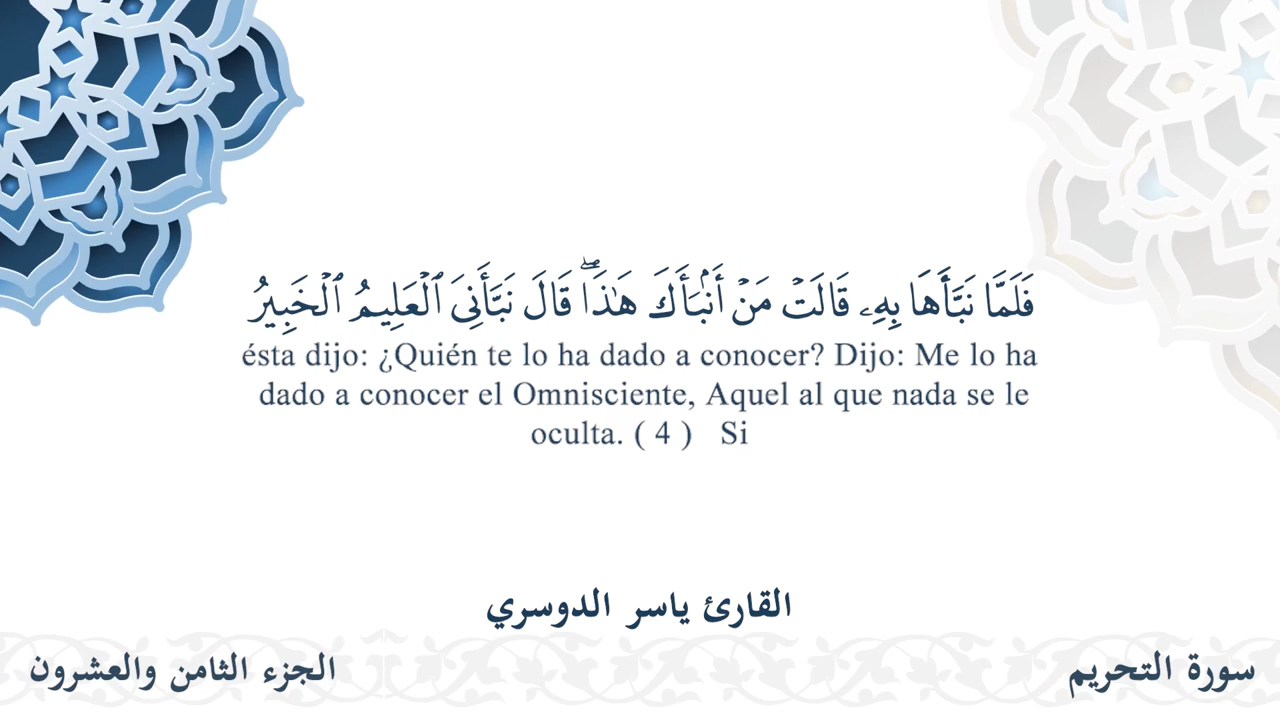 فَلَمَّا نَبَّأَهَا بِهِۦ قَالَتۡ مَنۡ أَنۢبَأَكَ هَٰذَاۖ قَالَ نَبَّأَنِيَ ٱلۡعَلِيمُ ٱلۡخَبِيرُ
ésta dijo: ¿Quién te lo ha dado a conocer? Dijo: Me lo ha
dado a conocer el Omnisciente, Aquel al que nada se le
oculta. ( 4 ) Si
القارئ ياسر الدوسري
سورة التحريم
الجزء الثامن والعشرون